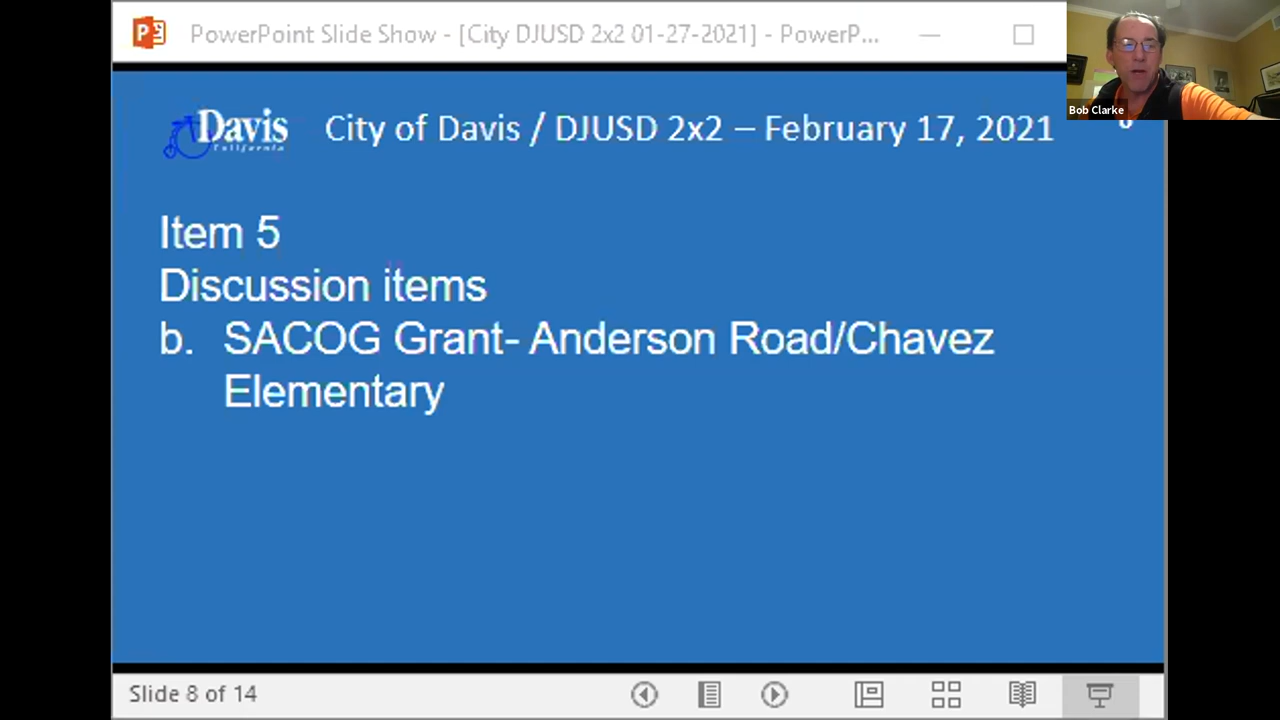 PowerPoint Slide Show - [City DJUSD 2x2 01-27-2021] - PowerP...
Bob Clarke
Davis
California
City of Davis / DJUSD 2x2 – February 17, 2021
Item 5
Discussion items
b. SACOG Grant- Anderson Road/Chavez
Elementary
Slide 8 of 14